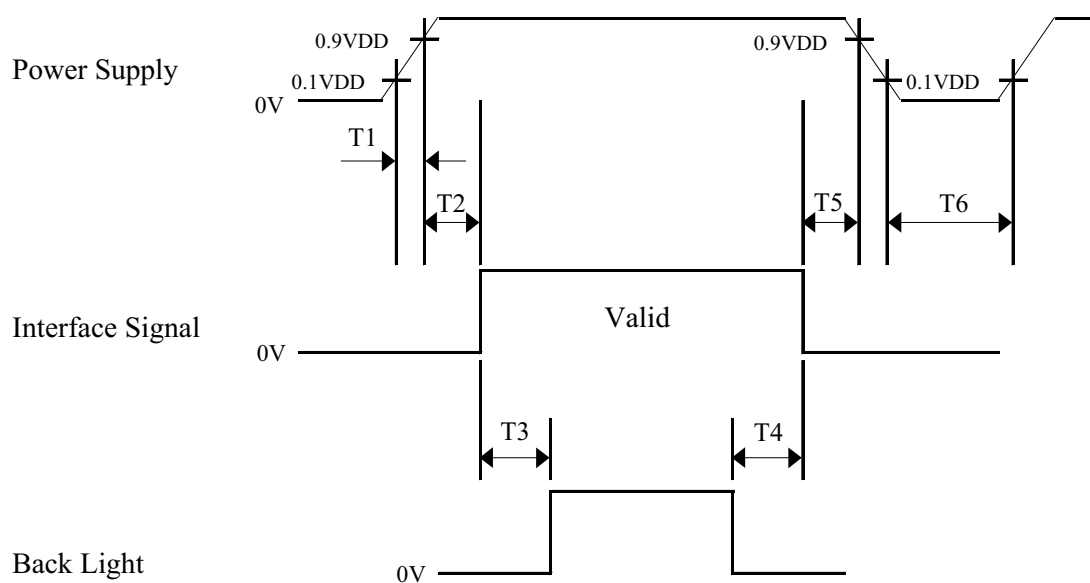 0.9VDD
0.9VDD
Power Supply
0.1VDD
0.1VDD
0V
T1
T2
T5
T6
Interface Signal
Valid
0V
T3
T4
Back Light
0V